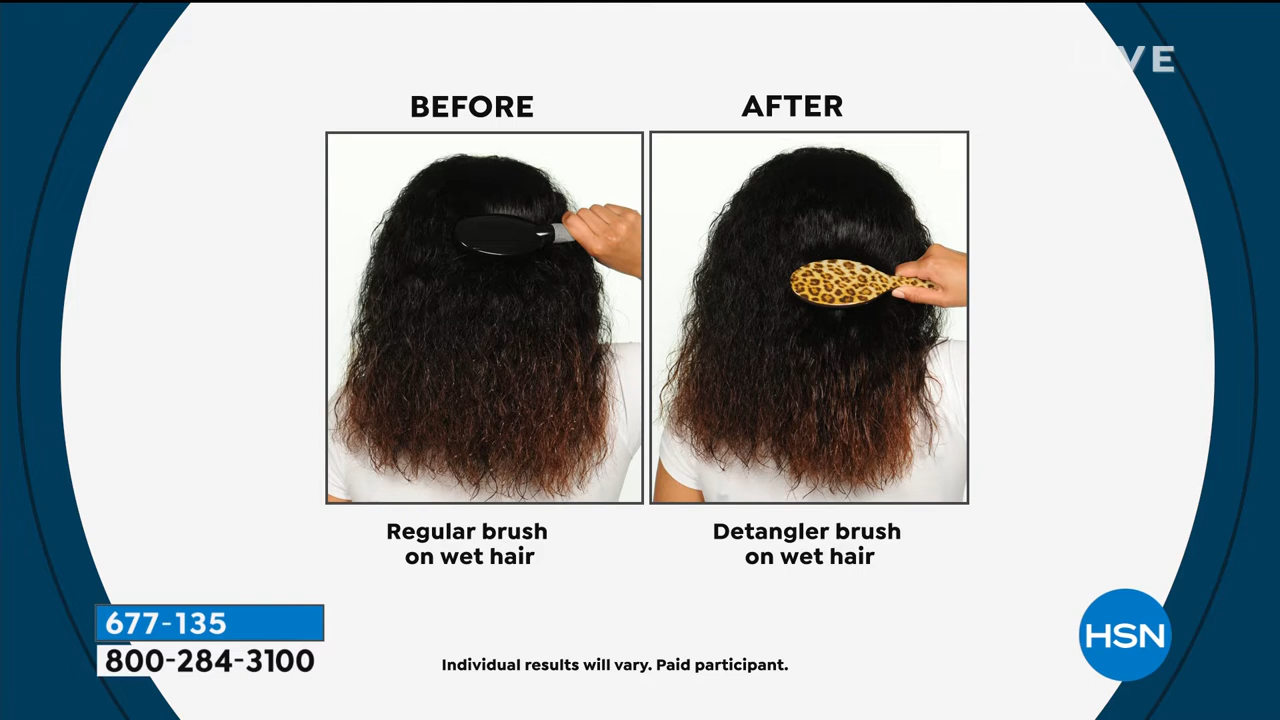 BEFORE
AFTER
Regular brush
on wet hair
Detangler brush
on wet hair
677-135
800-284-3100
Individual results will vary. Paid participant.
HSN